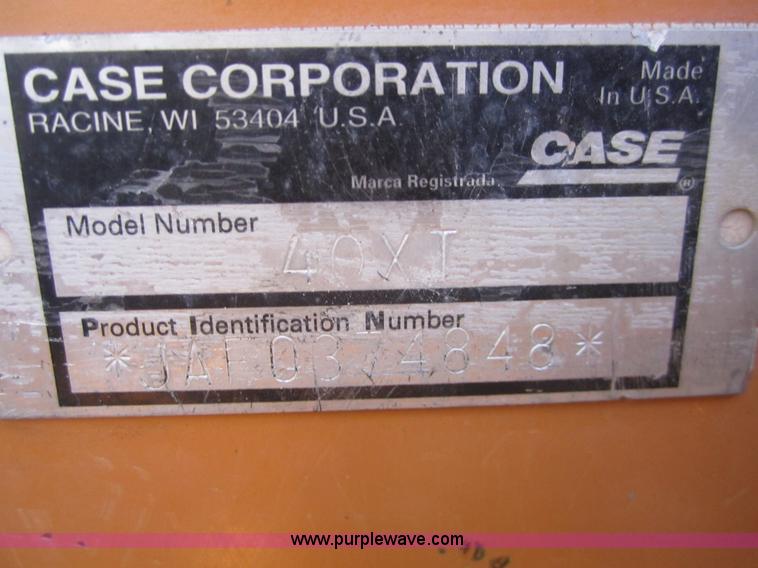 CASE CORPORATION
RACINE, WI 53404 U.S.A
Made
In U.S.A.
CASE
Marca Registrada
®
Model Number
40XT
Product Identification Number
*JAF0374848*
www.purplewave.com